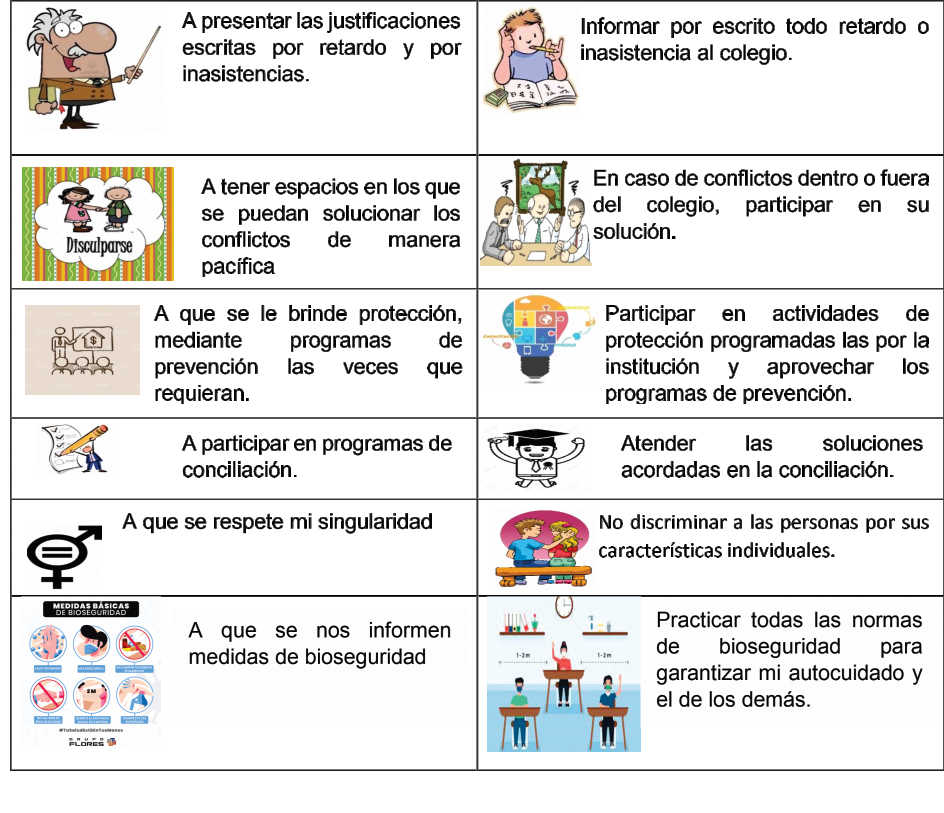 A presentar las justificaciones
escritas por retardo y por
inasistencias.
Informar por escrito todo retardo o
inasistencia al colegio.
Disculparse
A tener espacios en los que
se puedan solucionar los
conflictos de manera
pacífica
En caso de conflictos dentro o fuera
del colegio, participar en su
solución.
A que se le brinde protección,
mediante programas de
prevención las veces que
requieran.
Participar en actividades de
protección programadas las por la
institución y aprovechar los
programas de prevención.
A participar en programas de
conciliación.
Atender las soluciones
acordadas en la conciliación.
A que se respete mi singularidad
No discriminar a las personas por sus
características individuales.
MEDIDAS BÁSICAS
DE BIOSEGURIDAD
2 M
#TuSaludEstáEnTusManos
GRUPO
FLORES
A que se nos informen
medidas de bioseguridad
1-2m
1-2m
Practicar todas las normas
de bioseguridad para
garantizar mi autocuidado y
el de los demás.